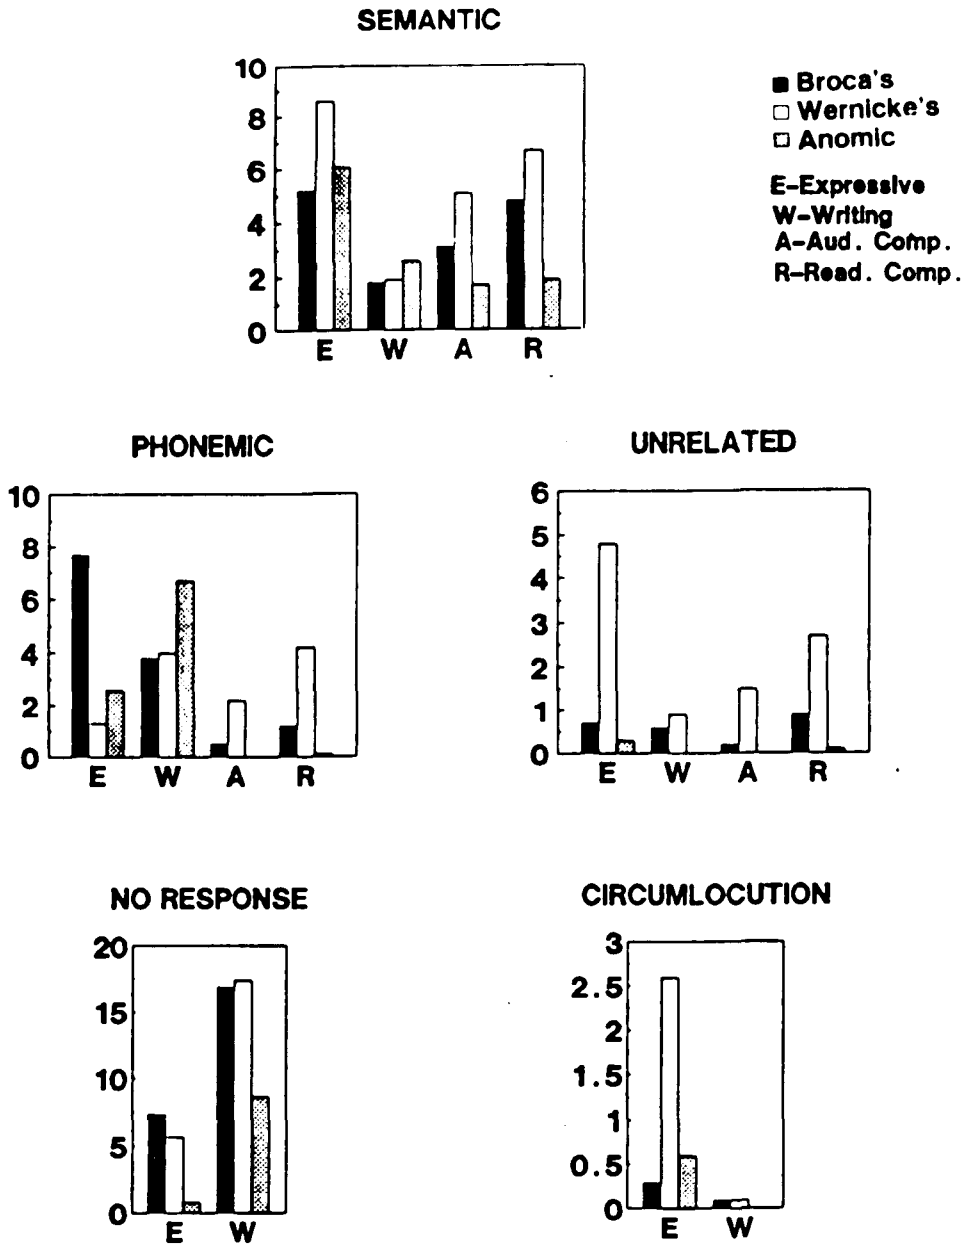 SEMANTIC
10
8
6
4
2
0
E W A R
Broca's
Wernicke's
Anomic
E-Expressive
W-Writing
A-Aud. Comp.
R-Read. Comp.
PHONEMIC
10
8
6
4
2
0
E W A R
UNRELATED
6
5
4
3
2
1
0
E W A R
NO RESPONSE
20
15
10
5
0
E W
CIRCUMLOCUTION
3
2.5
2
1.5
1
0.5
0
E W